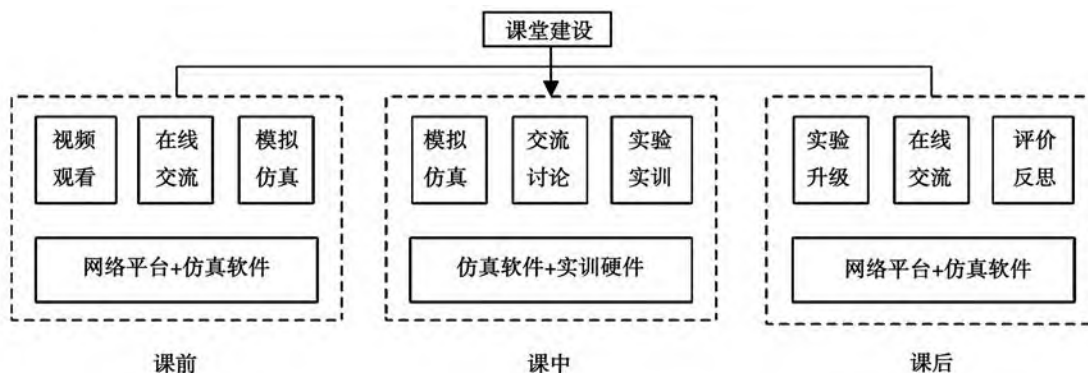 课堂建设
视频 在线 模拟 模拟 交流 实验 实验 在线 评价
观看 交流 仿真 仿真 讨论 实训 升级 交流 反思
网络平台+仿真软件 仿真软件+实训硬件 网络平台+仿真软件
课前 课中 课后